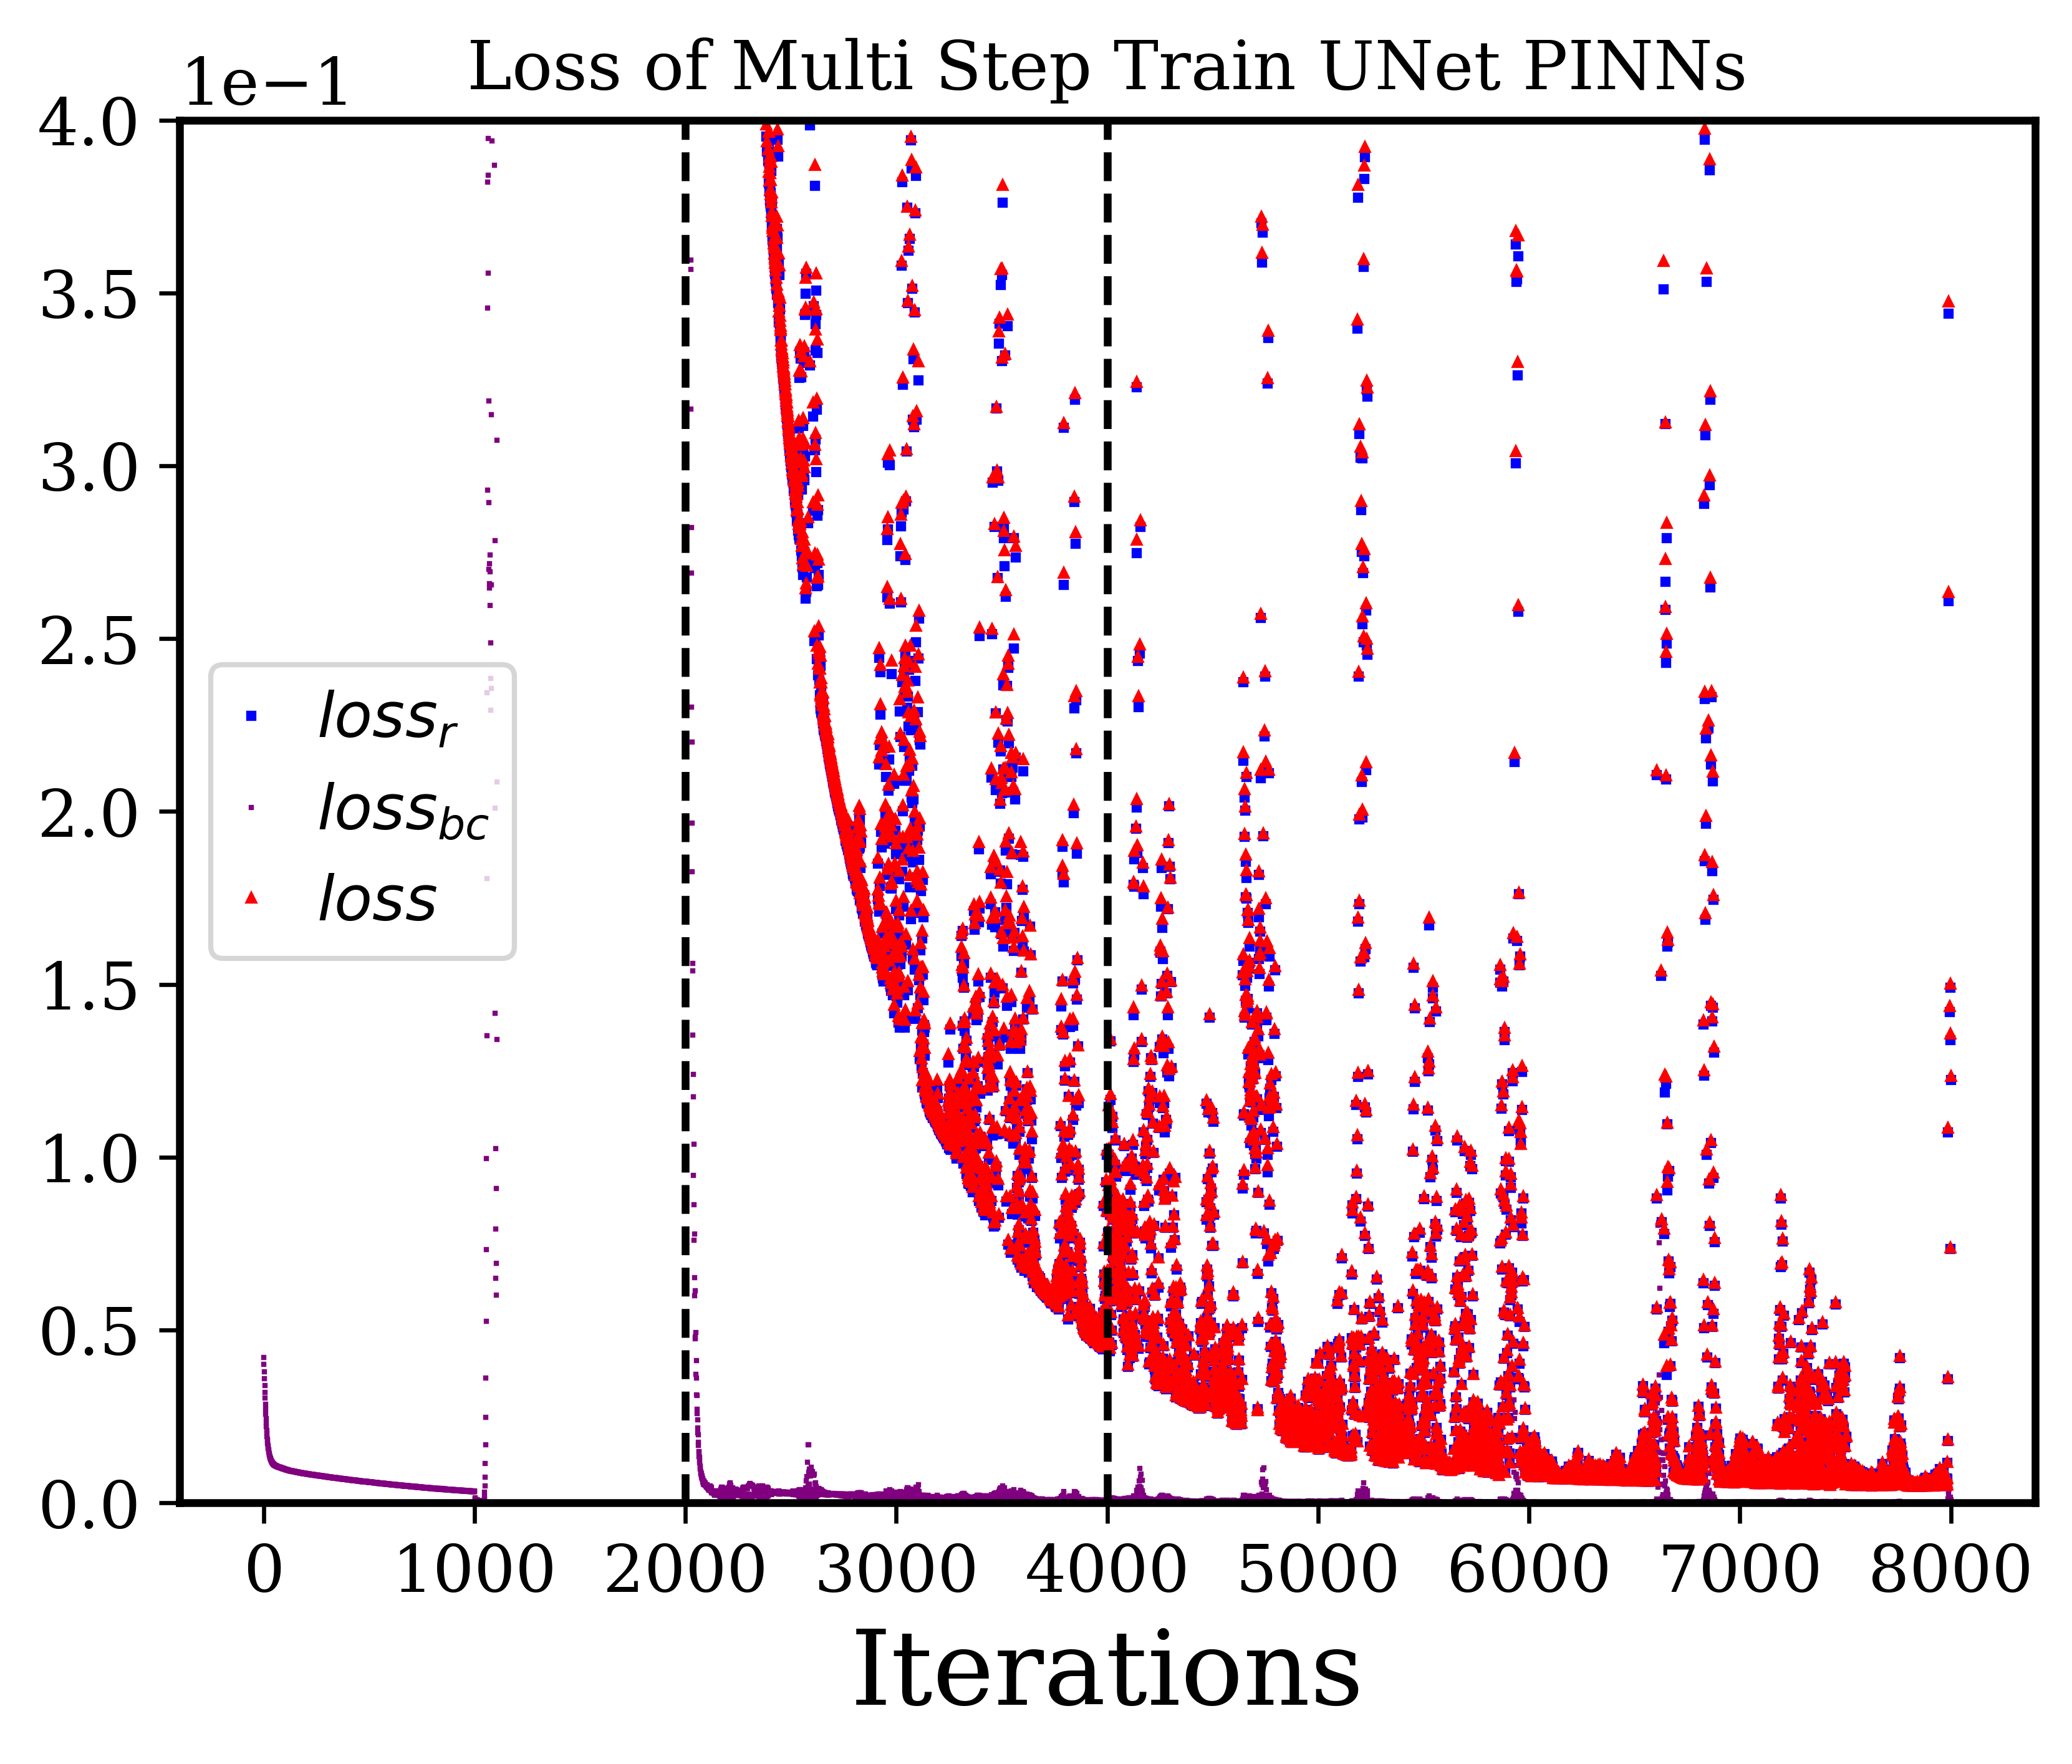 Loss of Multi Step Train UNet PINNs
1e−1
4.0
3.5
3.0
2.5
2.0
1.5
1.0
0.5
0.0
loss_r
loss_bc
loss
0 1000 2000 3000 4000 5000 6000 7000 8000
Iterations